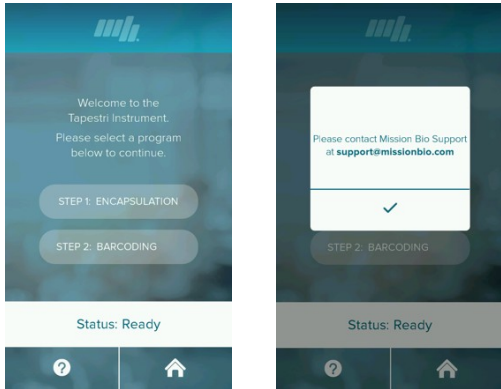 Welcome to the
Tapestri Instrument.
Please select a program
below to continue.
STEP 1: ENCAPSULATION
STEP 2: BARCODING
Status: Ready
?
Please contact Mission Bio Support
at support@missionbio.com
STEP 2: BARCODING
Status: Ready
?